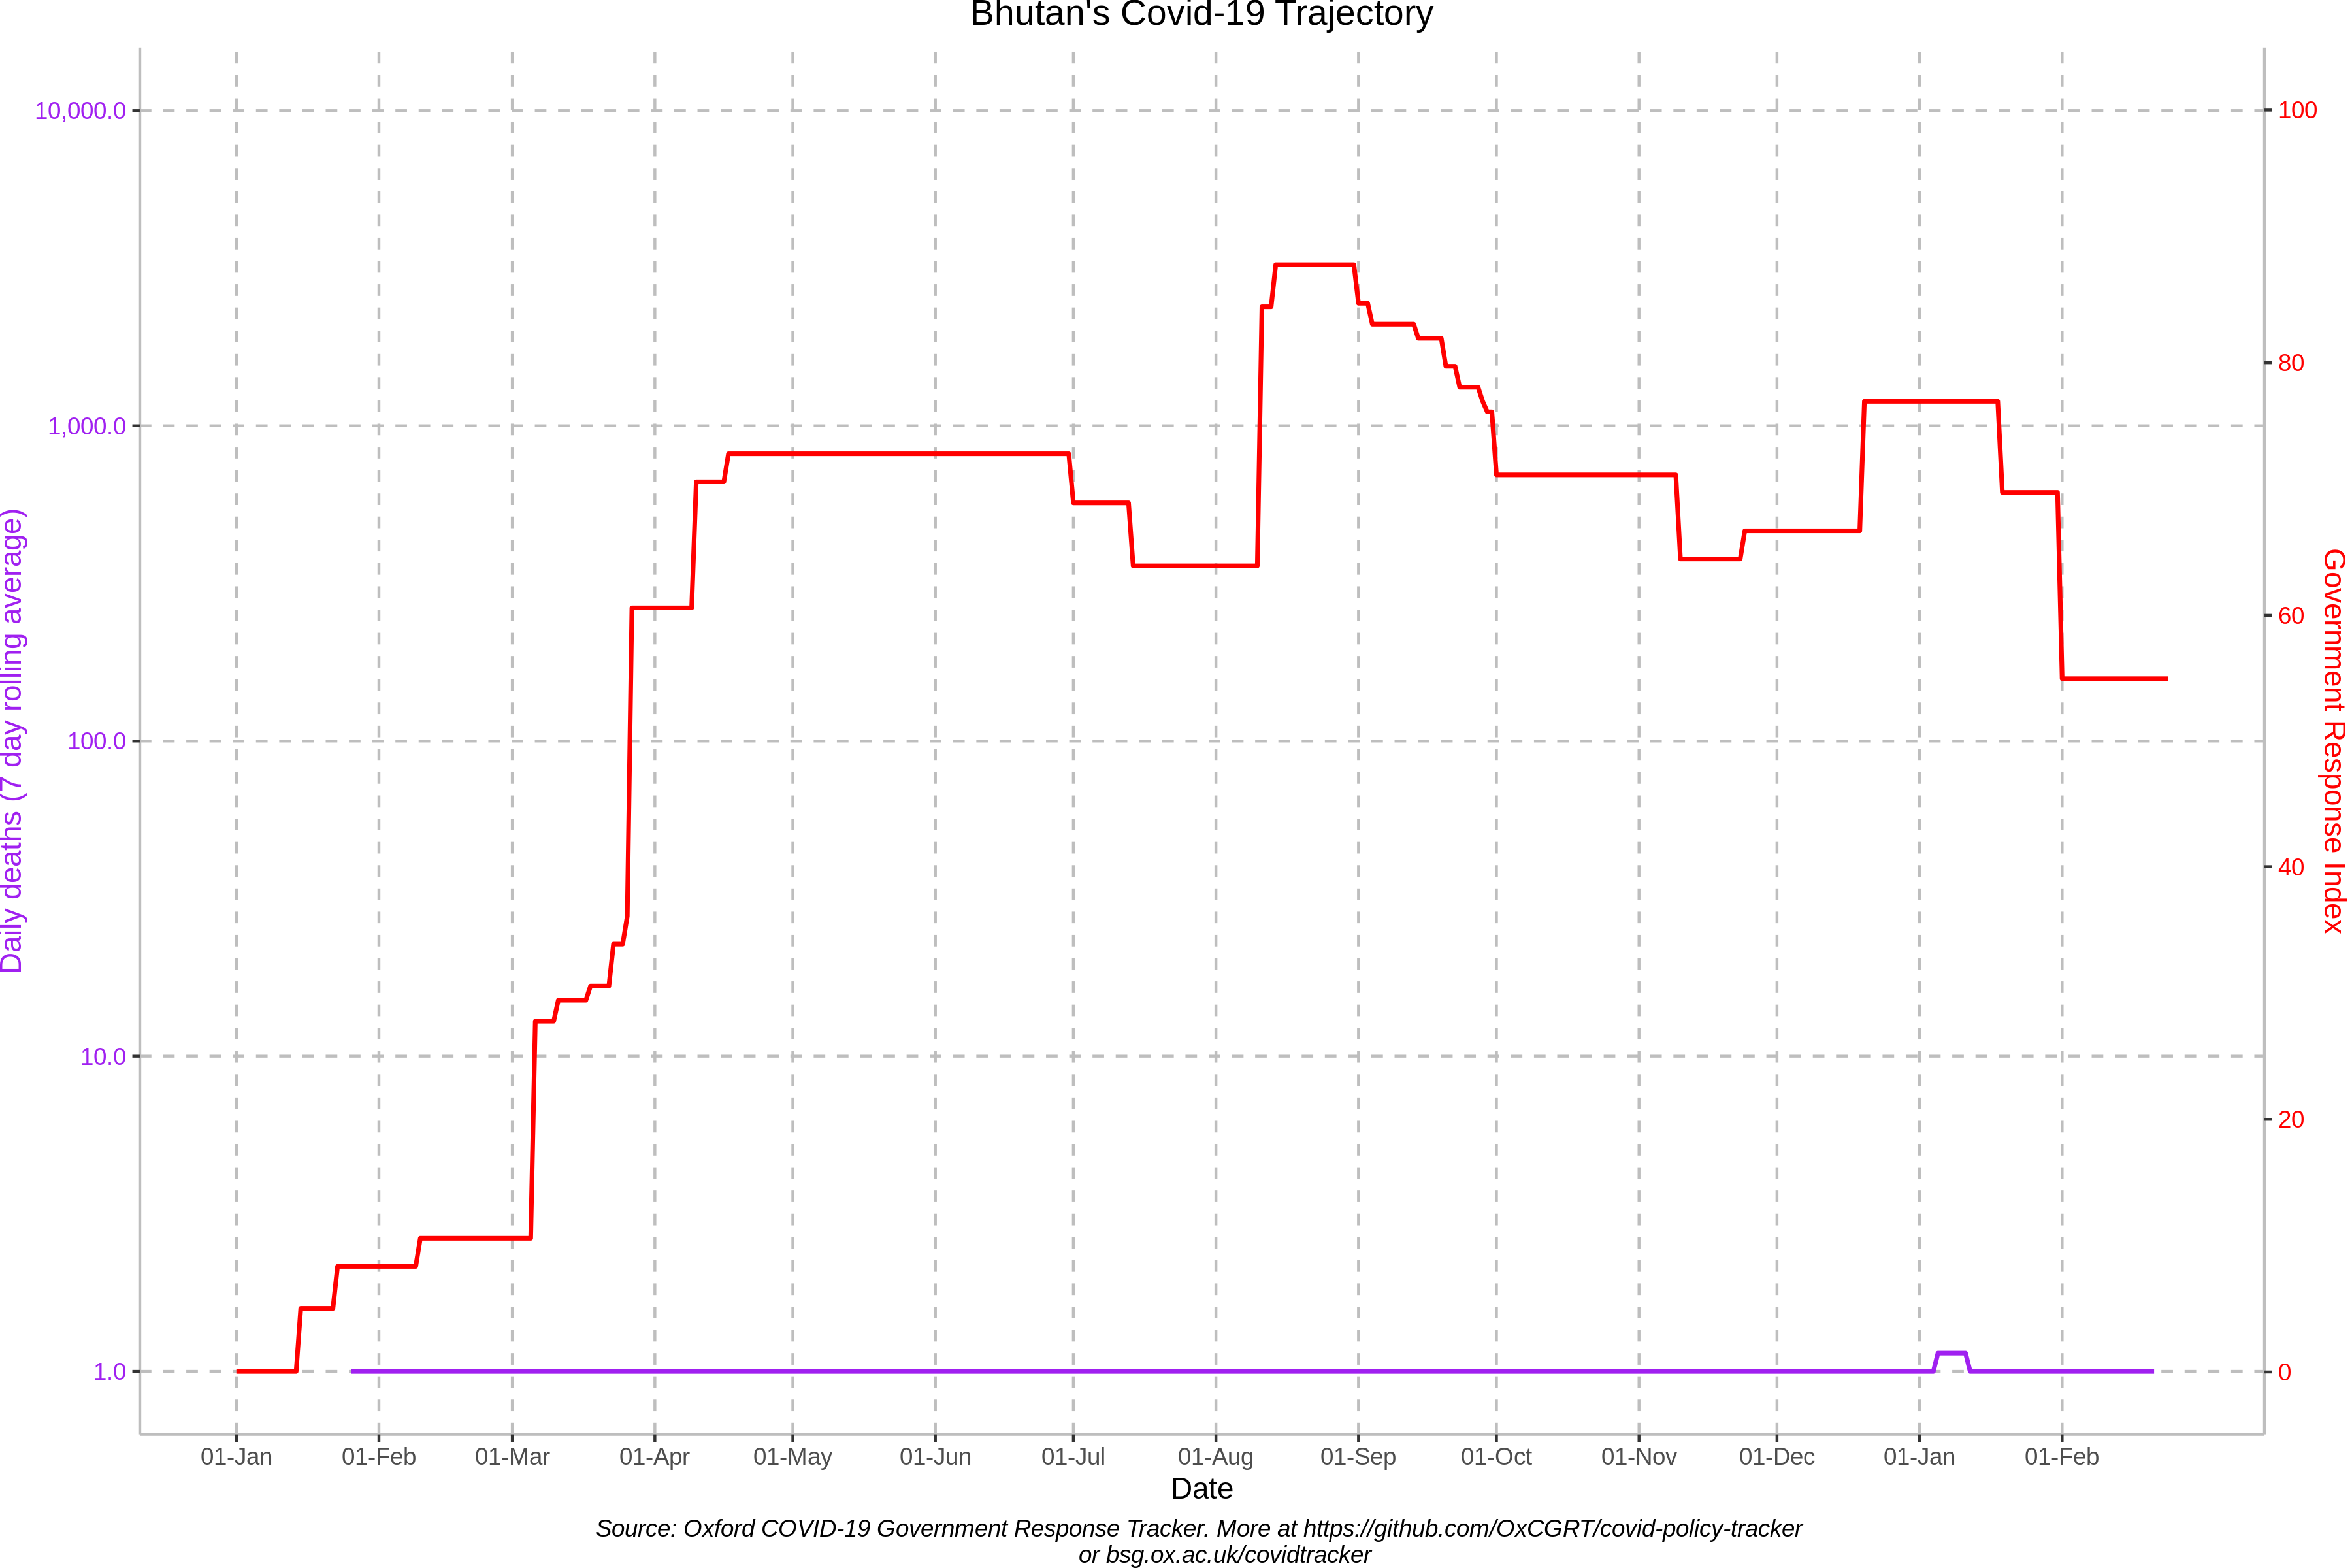 Bhutan's Covid-19 Trajectory
10,000.0
1,000.0
100.0
10.0
1.0
Daily deaths (7 day rolling average)
100
80
60
40
20
0
Government Response Index
01-Jan 01-Feb 01-Mar 01-Apr 01-May 01-Jun 01-Jul 01-Aug 01-Sep 01-Oct 01-Nov 01-Dec 01-Jan 01-Feb
Date
Source: Oxford COVID-19 Government Response Tracker. More at https://github.com/OxCGRT/covid-policy-tracker
or bsg.ox.ac.uk/covidtracker